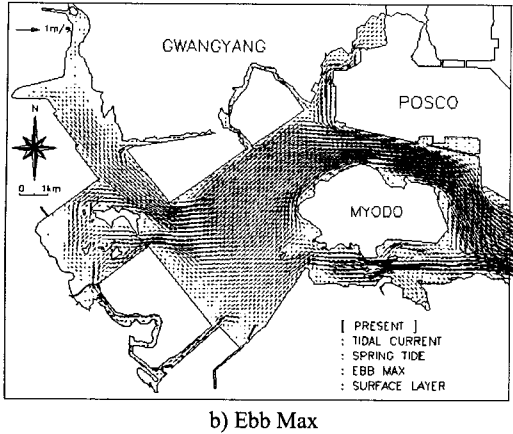 1m/s
GWANGYANG
POSCO
N
0 1km
MYODO
[ PRESENT ]
: TIDAL CURRENT
: SPRING TIDE
: EBB MAX
: SURFACE LAYER
b) Ebb Max